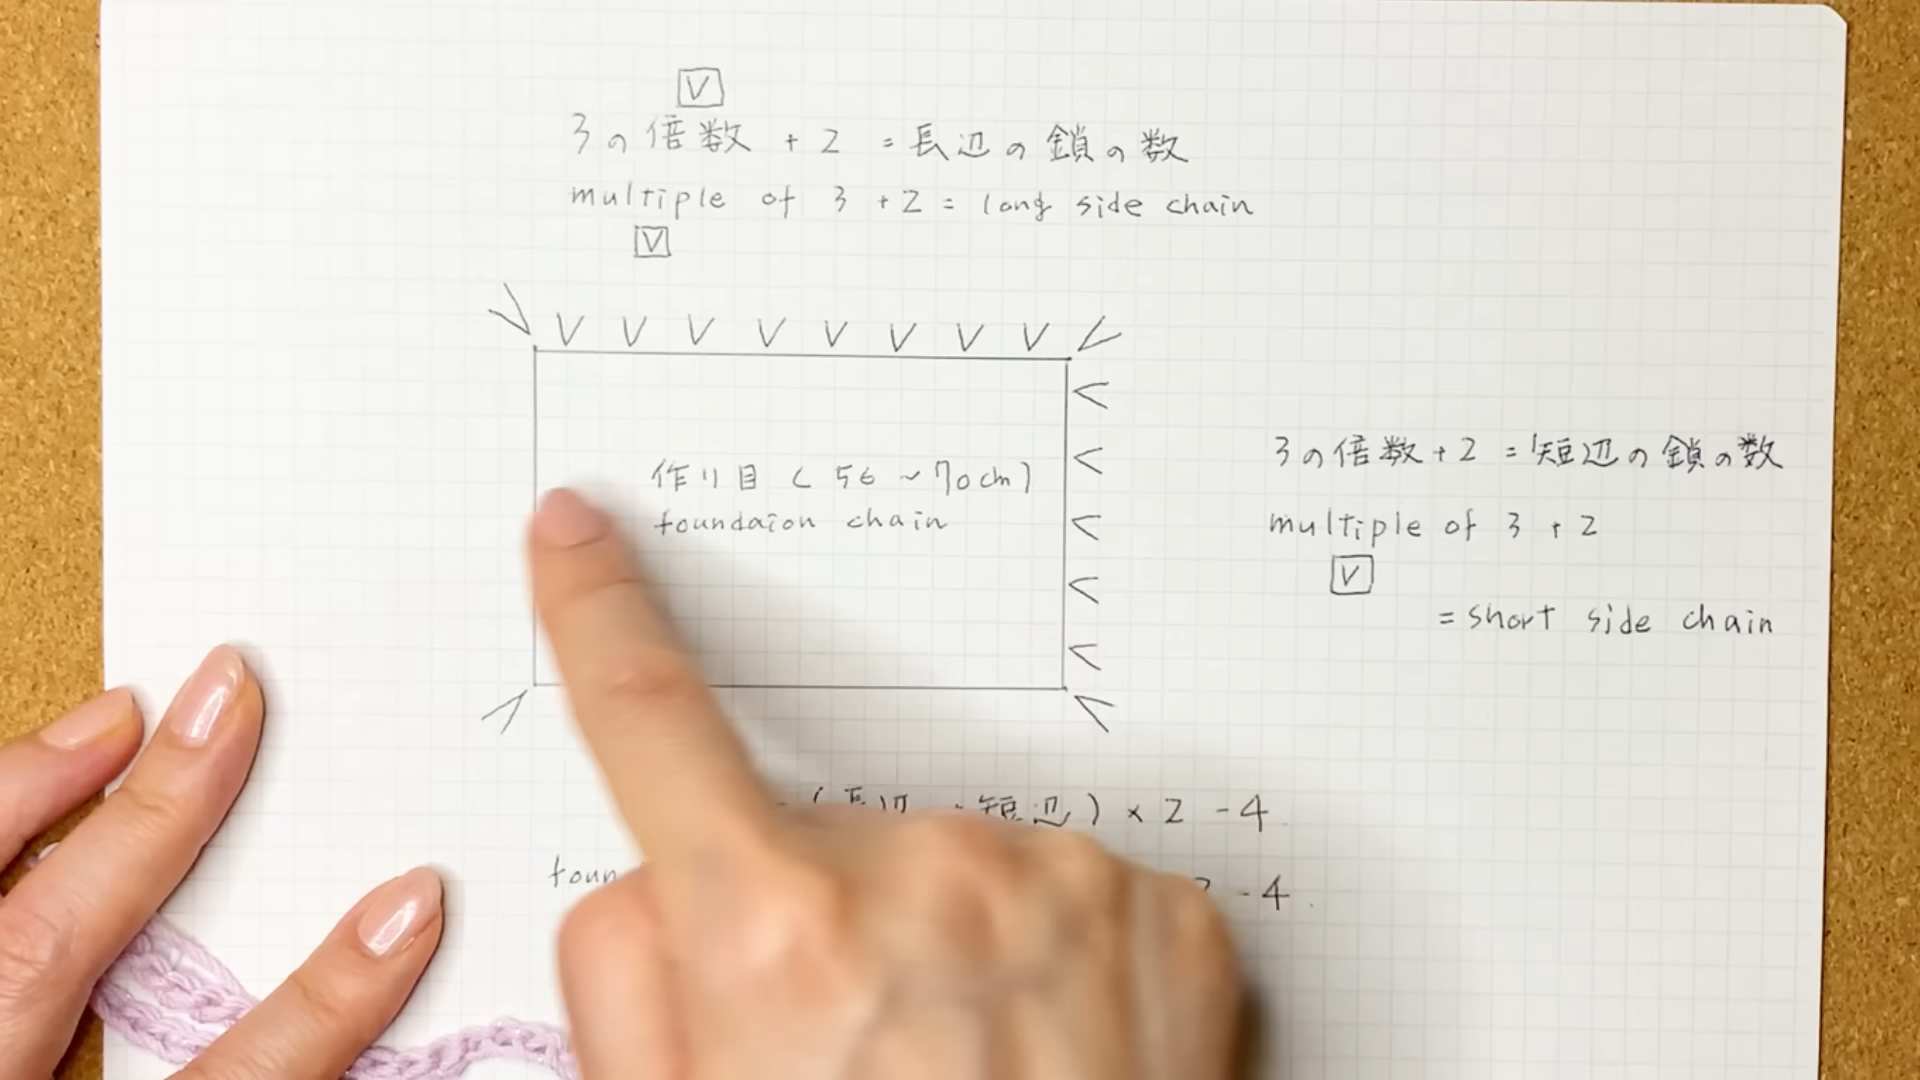 V
3の倍数 + 2 = 長辺の鎖の数
multiple of 3 + 2 = long side chain
V
V V V V V V V V
作り目 ( 56 ~ 70cm )
foundaion chain
3の倍数 + 2 = 短辺の鎖の数
multiple of 3 + 2
V
= short side chain
(長辺 + 短辺) × 2 - 4
- 4